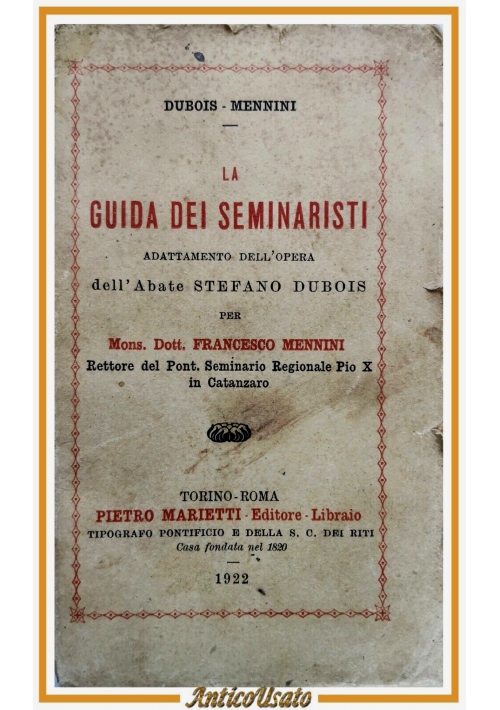 DUBOIS - MENNINI
LA
GUIDA DEI SEMINARISTI
ADATTAMENTO DELL'OPERA
dell'Abate STEFANO DUBOIS
PER
Mons. Dott. FRANCESCO MENNINI
Rettore del Pont. Seminario Regionale Pio X
in Catanzaro
TORINO-ROMA
PIETRO MARIETTI - Editore - Libraio
TIPOGRAFO PONTIFICIO E DELLA S. C. DEI RITI
Casa fondata nel 1820
1922
AnticoUsato